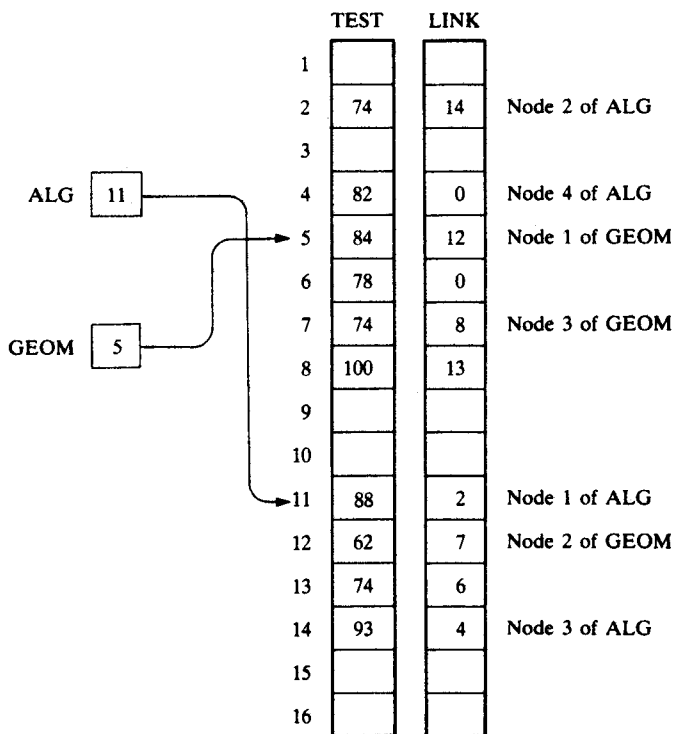 TEST LINK
1
2 74 14 Node 2 of ALG
3
ALG 11 4 82 0 Node 4 of ALG
5 84 12 Node 1 of GEOM
6 78 0
GEOM 5 7 74 8 Node 3 of GEOM
8 100 13
9
10
11 88 2 Node 1 of ALG
12 62 7 Node 2 of GEOM
13 74 6
14 93 4 Node 3 of ALG
15
16